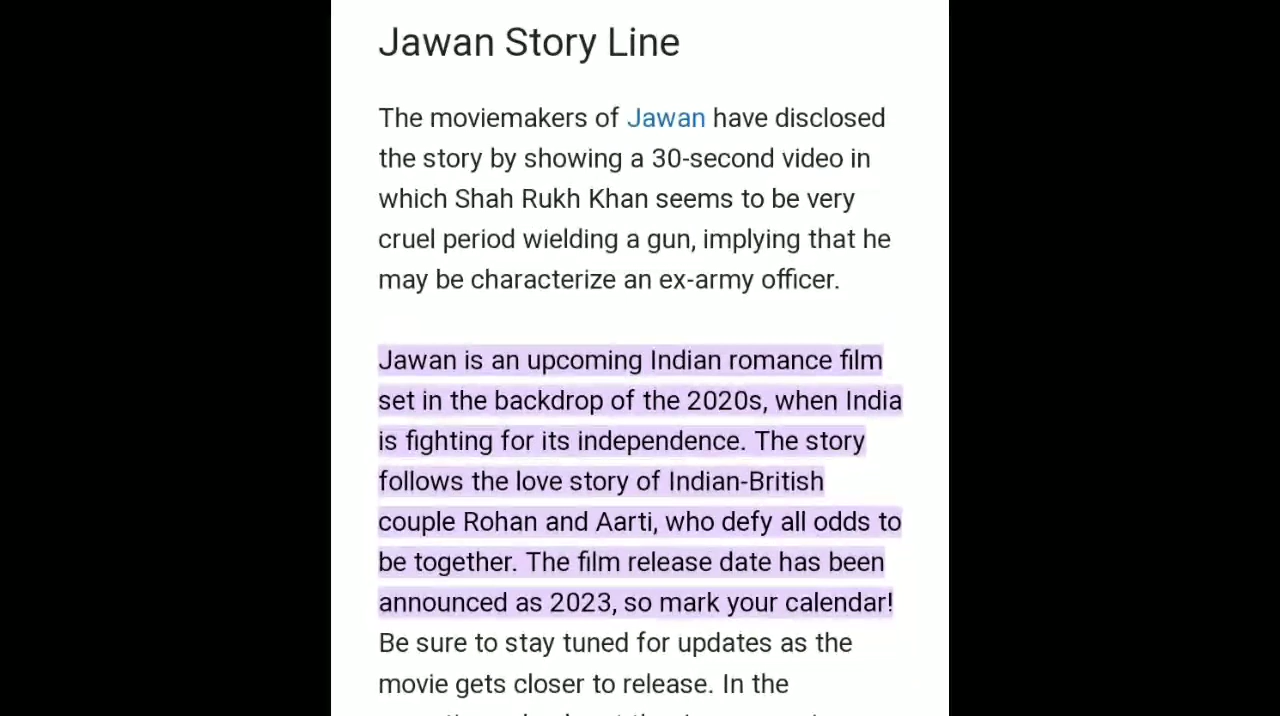 Jawan Story Line
The moviemakers of Jawan have disclosed
the story by showing a 30-second video in
which Shah Rukh Khan seems to be very
cruel period wielding a gun, implying that he
may be characterize an ex-army officer.
Jawan is an upcoming Indian romance film
set in the backdrop of the 2020s, when India
is fighting for its independence. The story
follows the love story of Indian-British
couple Rohan and Aarti, who defy all odds to
be together. The film release date has been
announced as 2023, so mark your calendar!
Be sure to stay tuned for updates as the
movie gets closer to release. In the